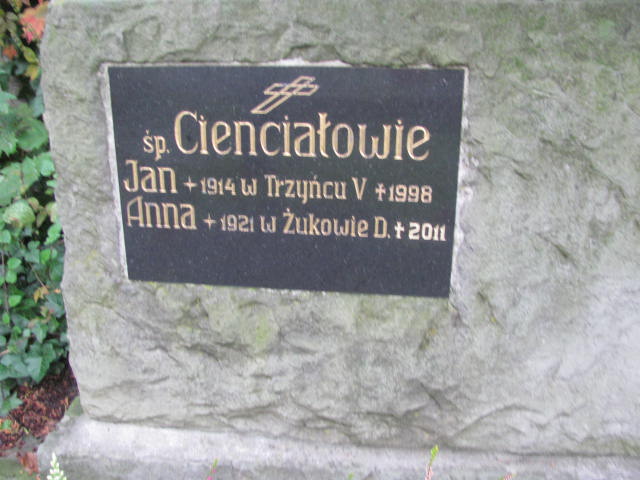 śp. Cienciałowie
Jan + 1914 w Trzyńcu V ✝ 1998
Anna + 1921 w Żukowie D. ✝ 2011